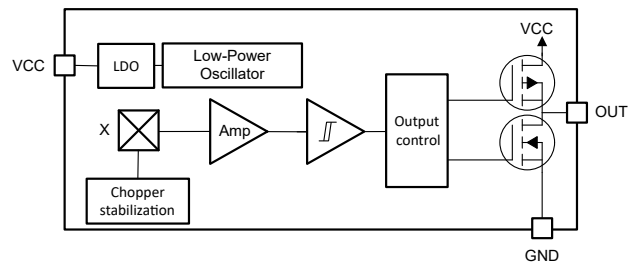 VCC
VCC
LDO
Low-Power
Oscillator
X
Amp
Output
control
OUT
Chopper
stabilization
GND